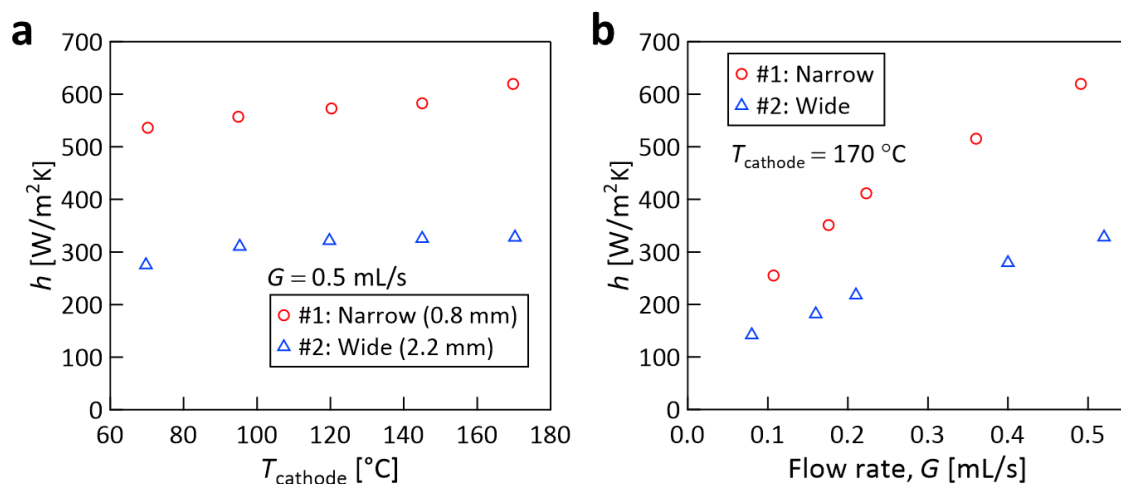 a
700
600
500
400
300
200
100
0
h [W/m²K]
60 80 100 120 140 160 180
T_cathode [°C]
G = 0.5 mL/s
#1: Narrow (0.8 mm)
#2: Wide (2.2 mm)
b
700
600
500
400
300
200
100
0
h [W/m²K]
0.0 0.1 0.2 0.3 0.4 0.5
Flow rate, G [mL/s]
#1: Narrow
#2: Wide
T_cathode = 170 °C